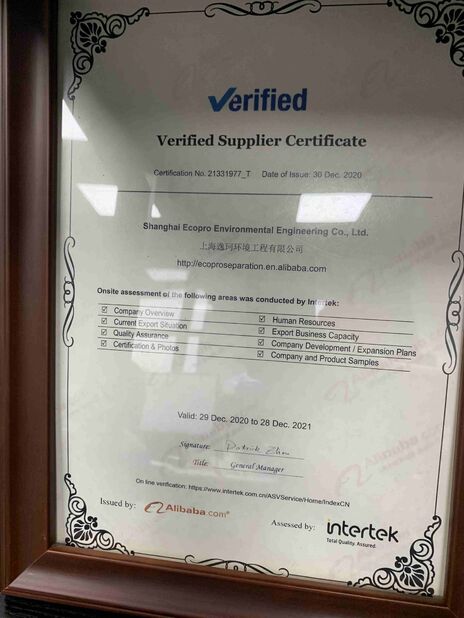 Verified
Verified Supplier Certificate
Certification No. 21331977_T Date of Issue: 30 Dec. 2020
Shanghai Ecopro Environmental Engineering Co., Ltd.
上海逸珂环境工程有限公司
http://ecoproseparation.en.alibaba.com
Onsite assessment of the following areas was conducted by Intertek:
☑ Company Overview ☑ Human Resources
☑ Current Export Situation ☑ Export Business Capacity
☑ Quality Assurance ☑ Company Development / Expansion Plans
☑ Certification & Photos ☑ Company and Product Samples
Valid: 29 Dec. 2020 to 28 Dec. 2021
Signature: Patrick Zhou
Title: General Manager
On line verification: https://www.intertek.com.cn/ASVService/Home/IndexCN
Issued by: Alibaba.com® Assessed by: intertek
Total Quality. Assured.